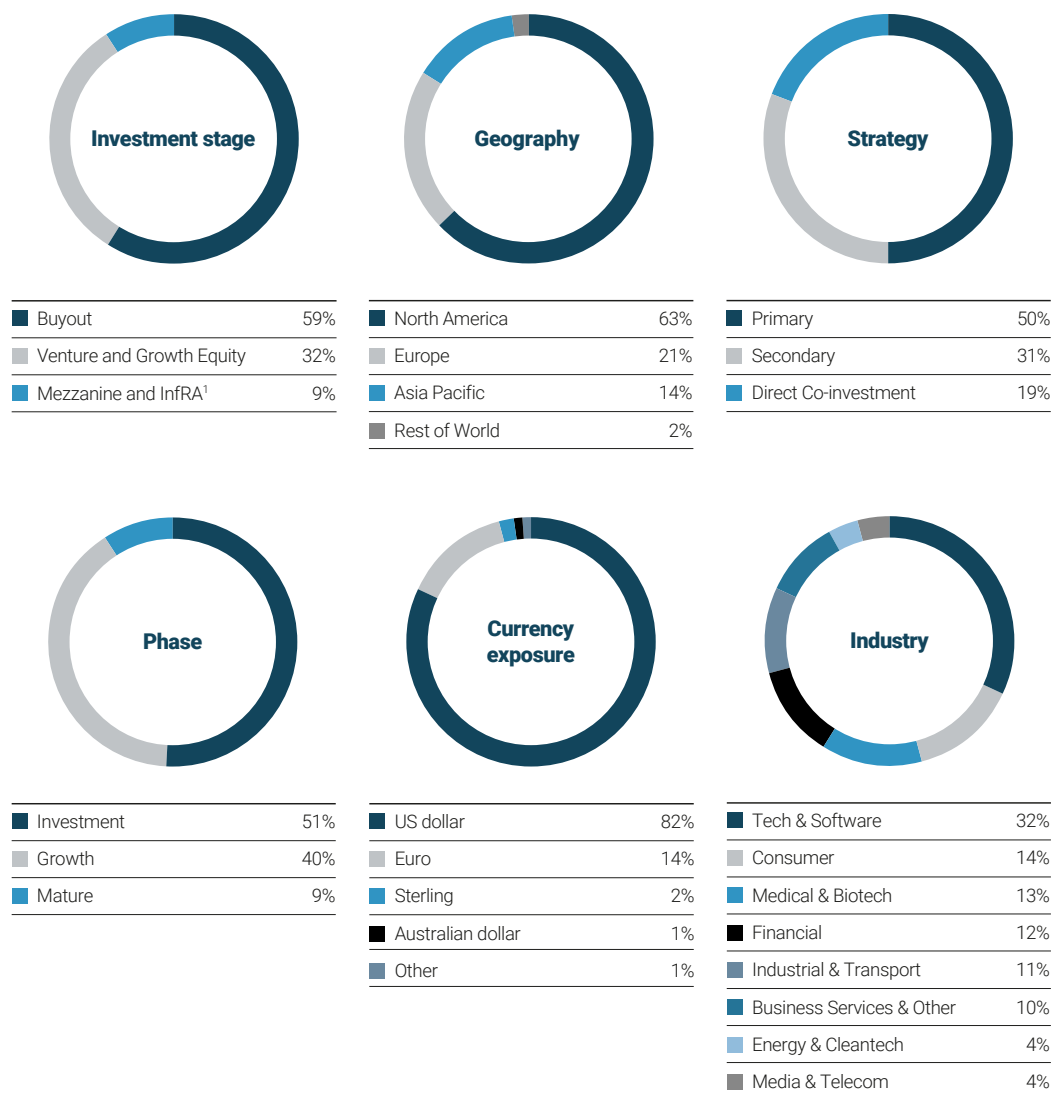 Investment stage
Buyout 59%
Venture and Growth Equity 32%
Mezzanine and InfRA¹ 9%
Geography
North America 63%
Europe 21%
Asia Pacific 14%
Rest of World 2%
Strategy
Primary 50%
Secondary 31%
Direct Co-investment 19%
Phase
Investment 51%
Growth 40%
Mature 9%
Currency
exposure
US dollar 82%
Euro 14%
Sterling 2%
Australian dollar 1%
Other 1%
Industry
Tech & Software 32%
Consumer 14%
Medical & Biotech 13%
Financial 12%
Industrial & Transport 11%
Business Services & Other 10%
Energy & Cleantech 4%
Media & Telecom 4%